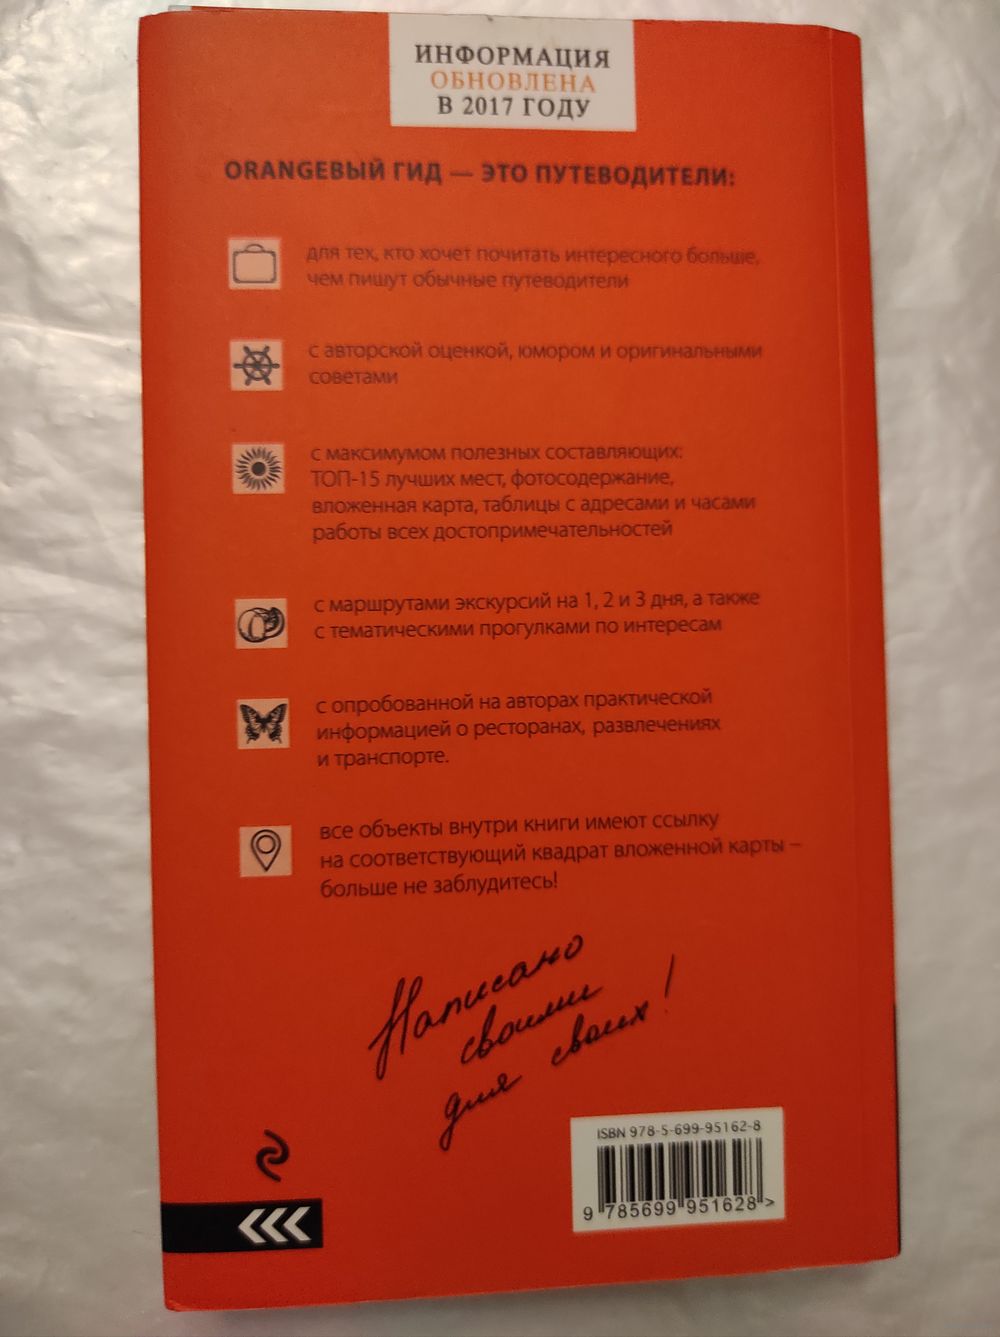 ИНФОРМАЦИЯ
ОБНОВЛЕНА
В 2017 ГОДУ
ORANGEВЫЙ ГИД — ЭТО ПУТЕВОДИТЕЛИ:
для тех, кто хочет почитать интересного больше,
чем пишут обычные путеводители
с авторской оценкой, юмором и оригинальными
советами
с максимумом полезных составляющих:
ТОП-15 лучших мест, фотосодержание,
вложенная карта, таблицы с адресами и часами
работы всех достопримечательностей
с маршрутами экскурсий на 1, 2 и 3 дня, а также
с тематическими прогулками по интересам
с опробованной на авторах практической
информацией о ресторанах, развлечениях
и транспорте.
все объекты внутри книги имеют ссылку
на соответствующий квадрат вложенной карты –
больше не заблудитесь!
Написано
своими
для своих!
ISBN 978-5-699-95162-8
9 785699 951628 >